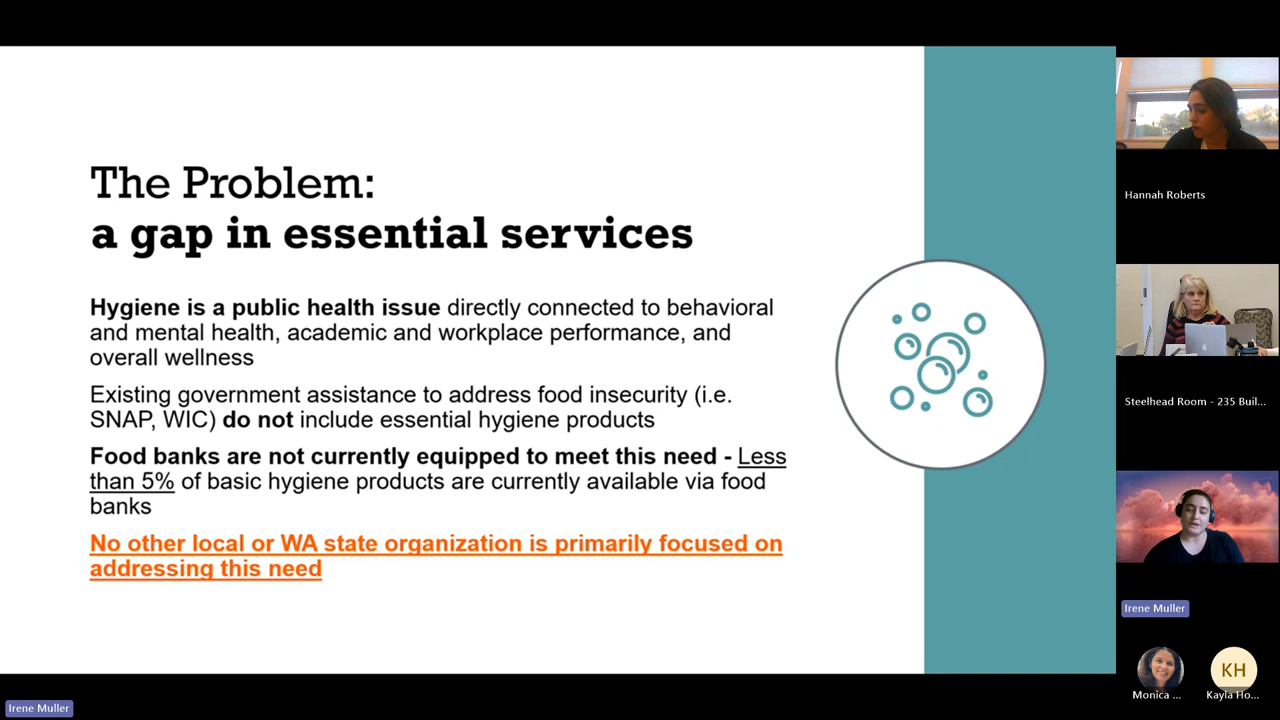 The Problem:
a gap in essential services
Hygiene is a public health issue directly connected to behavioral
and mental health, academic and workplace performance, and
overall wellness
Existing government assistance to address food insecurity (i.e.
SNAP, WIC) do not include essential hygiene products
Food banks are not currently equipped to meet this need - Less
than 5% of basic hygiene products are currently available via food
banks
No other local or WA state organization is primarily focused on
addressing this need
Hannah Roberts
Steelhead Room - 235 Buil...
Irene Muller
KH
Monica ...
Kayla Ho...
Irene Muller